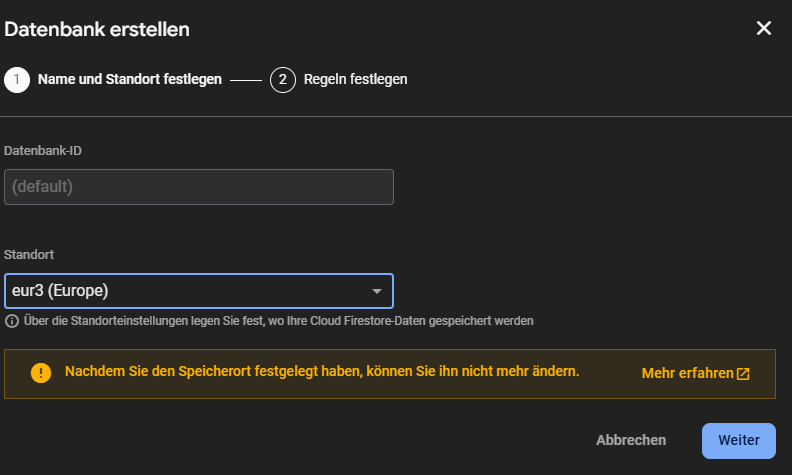 Datenbank erstellen
1 Name und Standort festlegen 2 Regeln festlegen
Datenbank-ID
(default)
Standort
eur3 (Europe)
Über die Standorteinstellungen legen Sie fest, wo Ihre Cloud Firestore-Daten gespeichert werden
Nachdem Sie den Speicherort festgelegt haben, können Sie ihn nicht mehr ändern. Mehr erfahren
Abbrechen Weiter